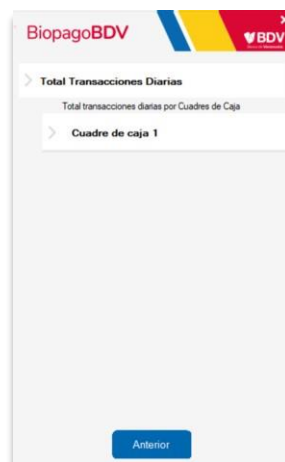 BiopagoBDV
BDV
Total Transacciones Diarias
Total transacciones diarias por Cuadres de Caja
Cuadre de caja 1
Anterior